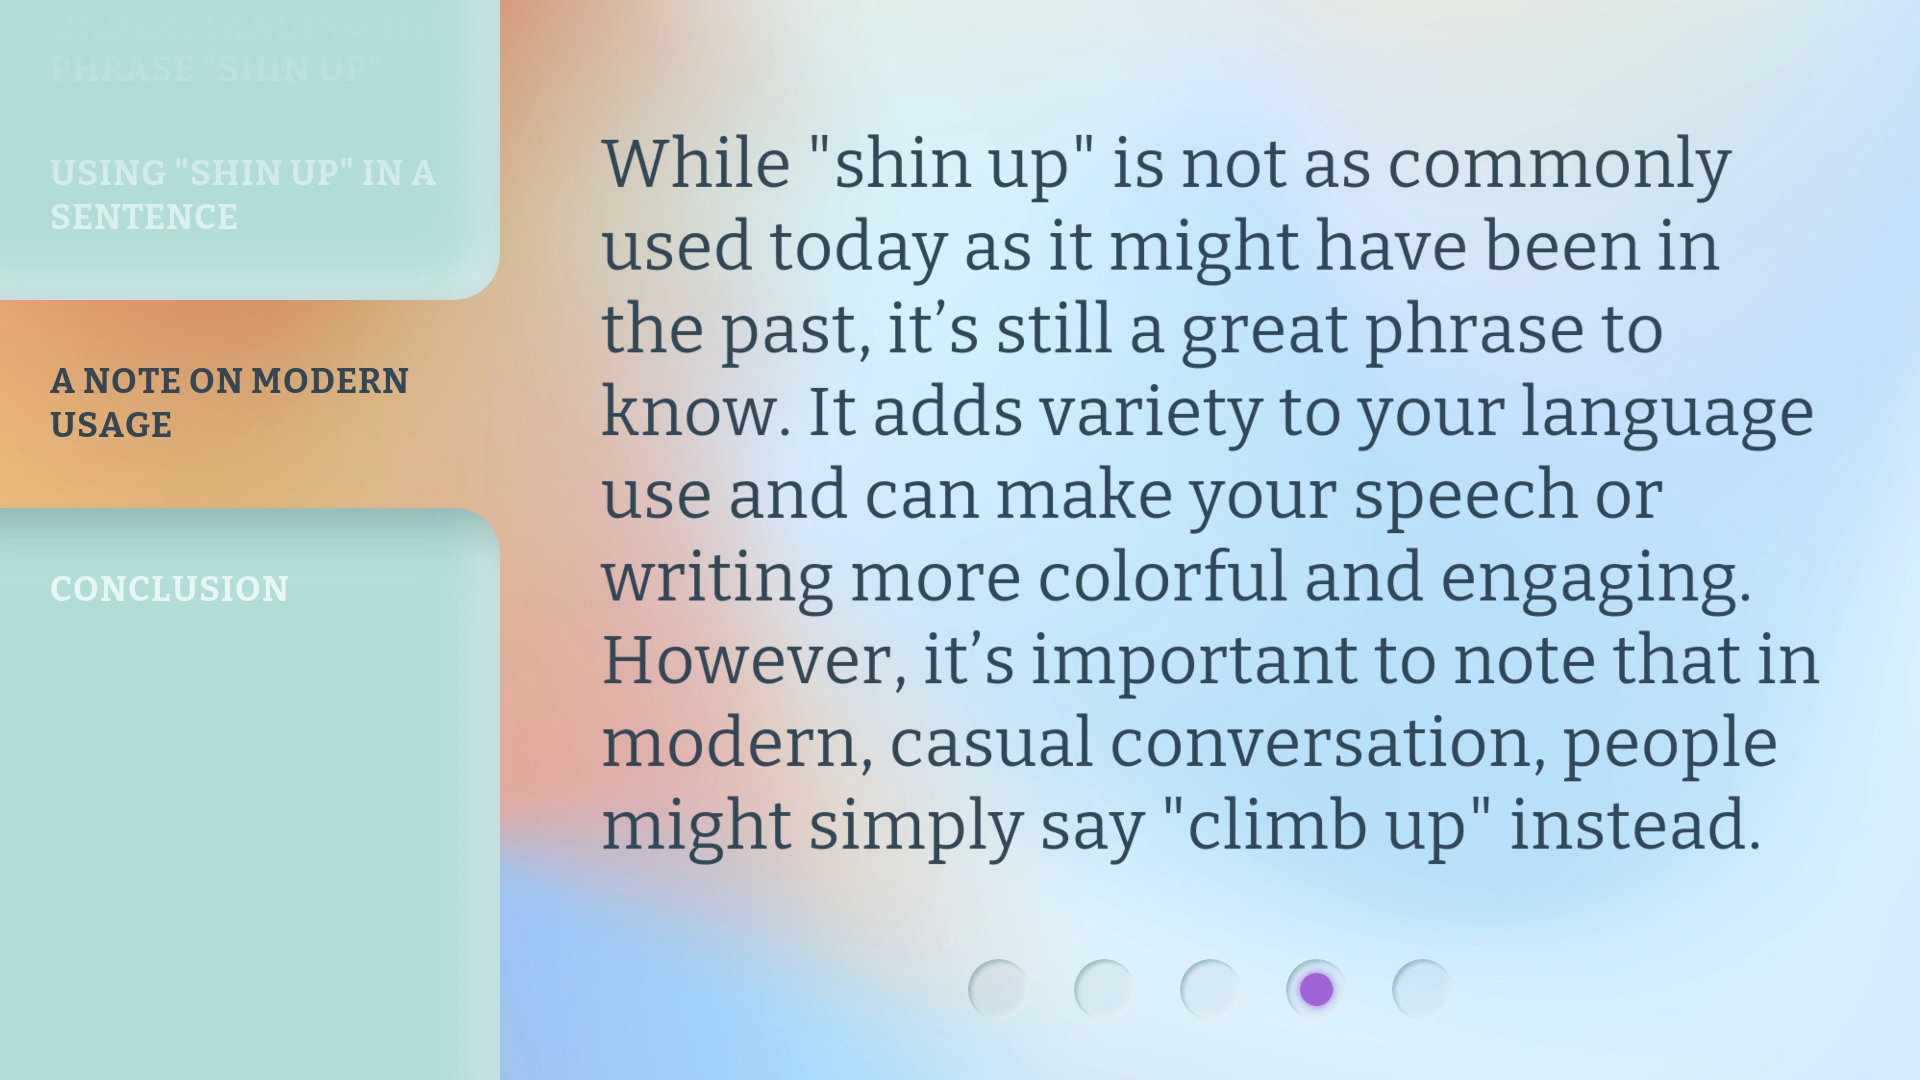 UNDERSTANDING THE
PHRASE "SHIN UP"
USING "SHIN UP" IN A
SENTENCE
A NOTE ON MODERN
USAGE
CONCLUSION
While "shin up" is not as commonly
used today as it might have been in
the past, it’s still a great phrase to
know. It adds variety to your language
use and can make your speech or
writing more colorful and engaging.
However, it’s important to note that in
modern, casual conversation, people
might simply say "climb up" instead.